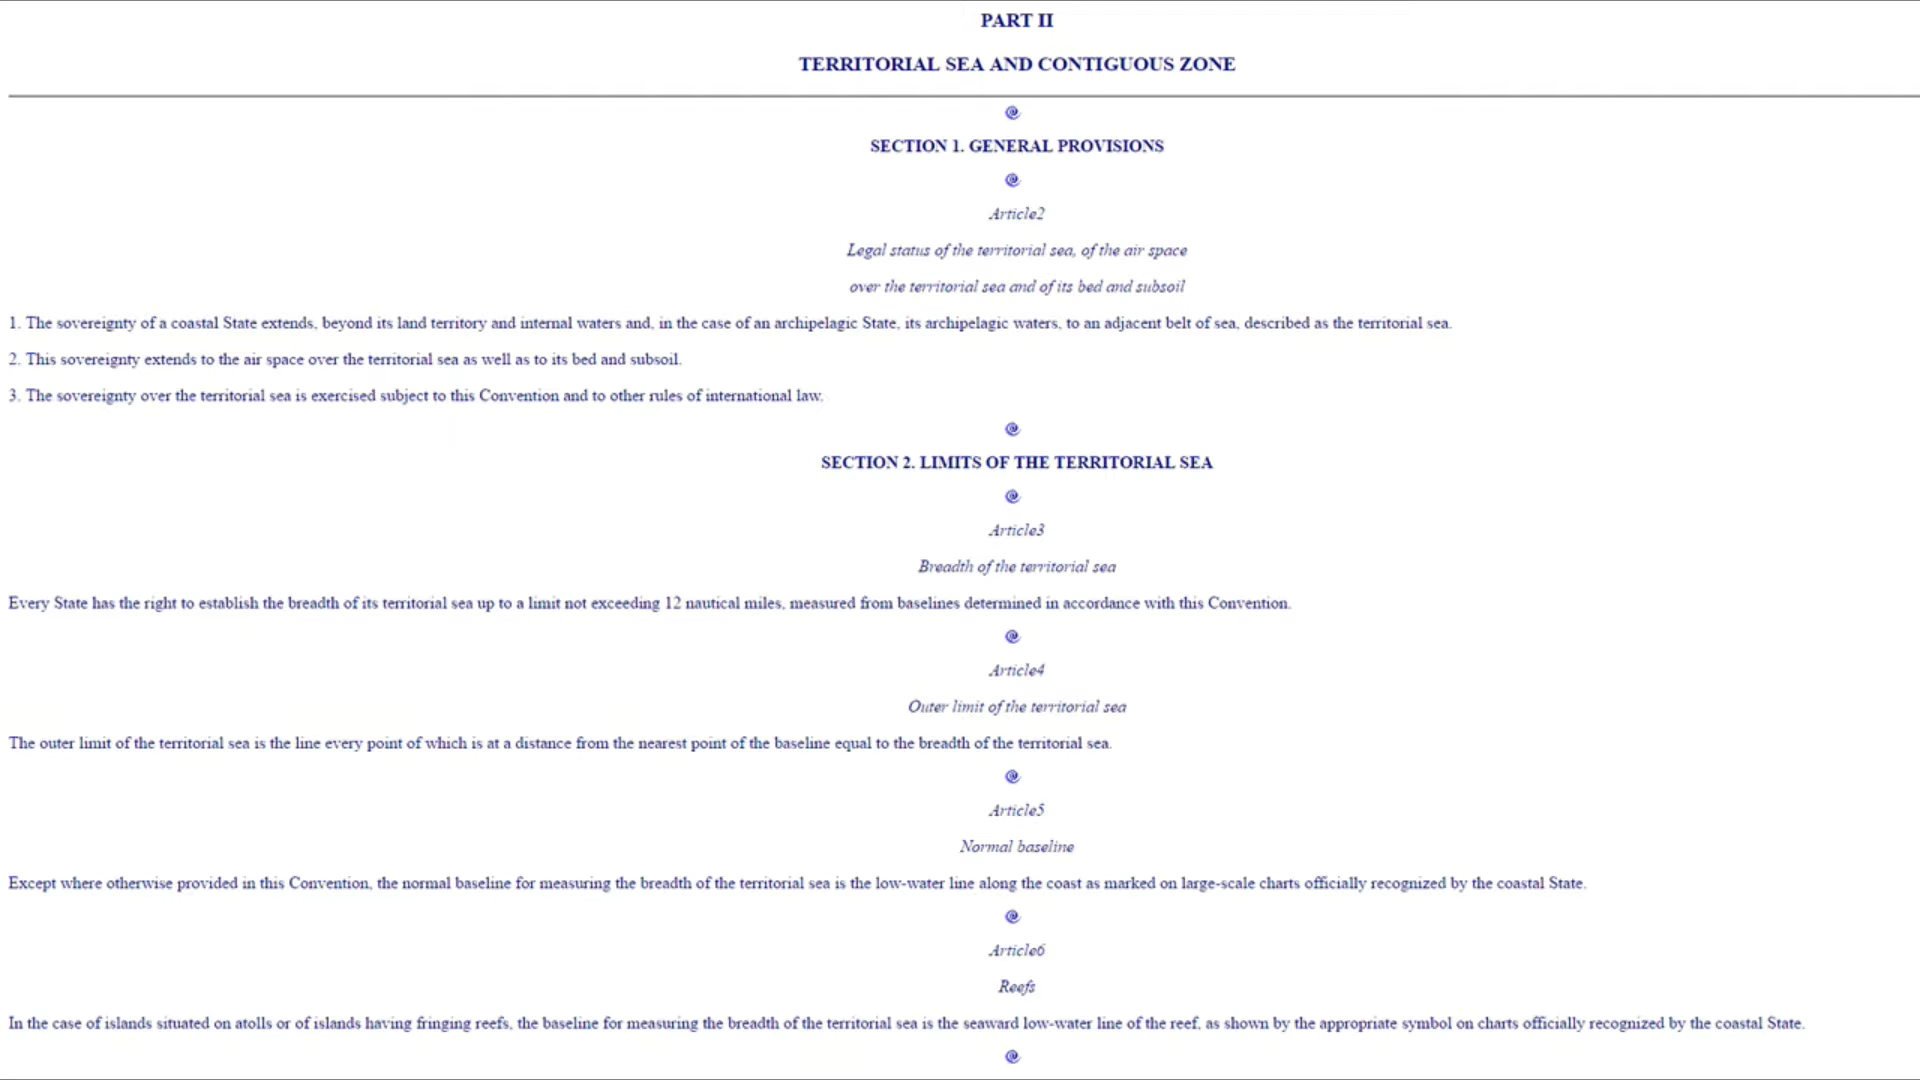 PART II
TERRITORIAL SEA AND CONTIGUOUS ZONE
@
SECTION 1. GENERAL PROVISIONS
@
Article2
Legal status of the territorial sea, of the air space
over the territorial sea and of its bed and subsoil
1. The sovereignty of a coastal State extends, beyond its land territory and internal waters and, in the case of an archipelagic State, its archipelagic waters, to an adjacent belt of sea, described as the territorial sea.
2. This sovereignty extends to the air space over the territorial sea as well as to its bed and subsoil.
3. The sovereignty over the territorial sea is exercised subject to this Convention and to other rules of international law.
@
SECTION 2. LIMITS OF THE TERRITORIAL SEA
@
Article3
Breadth of the territorial sea
Every State has the right to establish the breadth of its territorial sea up to a limit not exceeding 12 nautical miles, measured from baselines determined in accordance with this Convention.
@
Article4
Outer limit of the territorial sea
The outer limit of the territorial sea is the line every point of which is at a distance from the nearest point of the baseline equal to the breadth of the territorial sea.
@
Article5
Normal baseline
Except where otherwise provided in this Convention, the normal baseline for measuring the breadth of the territorial sea is the low-water line along the coast as marked on large-scale charts officially recognized by the coastal State.
@
Article6
Reefs
In the case of islands situated on atolls or of islands having fringing reefs, the baseline for measuring the breadth of the territorial sea is the seaward low-water line of the reef, as shown by the appropriate symbol on charts officially recognized by the coastal State.
@